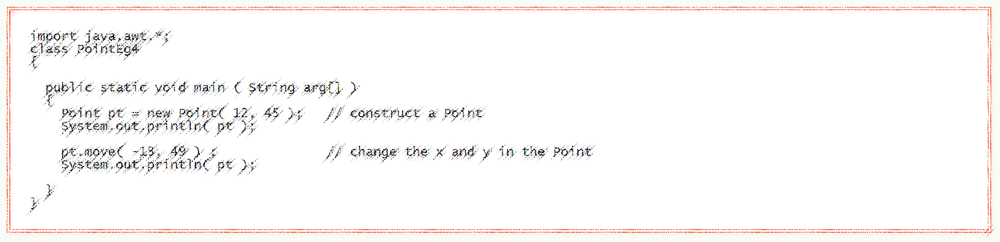 import java.awt.*;
class PointEg4
{
public static void main ( String arg[] )
{
Point pt = new Point( 12, 45 );   // construct a Point
System.out.println( pt );
pt.move( -13, 49 ) ;              // change the x and y in the Point
System.out.println( pt );
}
}